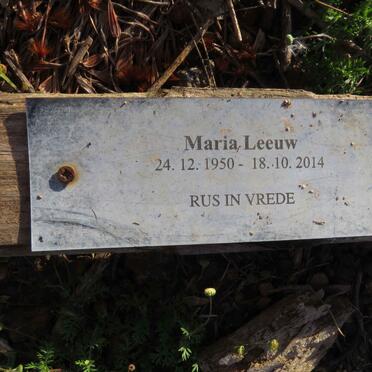 Maria Leeuw
24. 12. 1950 - 18. 10. 2014
RUS IN VREDE